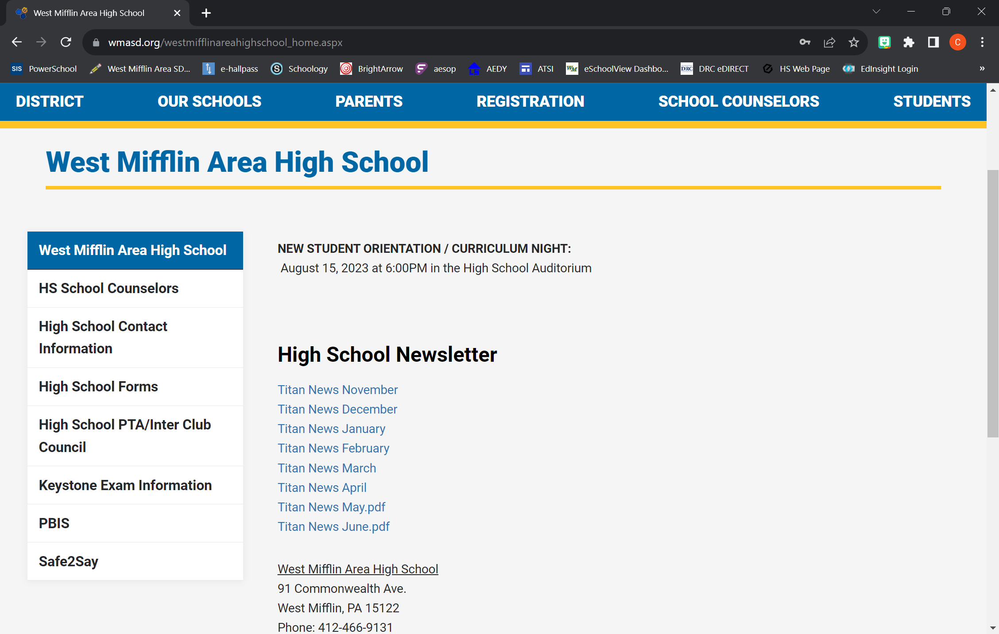 West Mifflin Area High School
wmasd.org/westmifflinareahighschool_home.aspx
C
SIS PowerSchool West Mifflin Area SD... e-hallpass S Schoology BrightArrow aesop AEDY ATSI WM eSchoolView Dashbo... DRC DRC eDIRECT HS Web Page EdInsight Login »
DISTRICT OUR SCHOOLS PARENTS REGISTRATION SCHOOL COUNSELORS STUDENTS
West Mifflin Area High School
West Mifflin Area High School
HS School Counselors
High School Contact
Information
High School Forms
High School PTA/Inter Club
Council
Keystone Exam Information
PBIS
Safe2Say
NEW STUDENT ORIENTATION / CURRICULUM NIGHT:
August 15, 2023 at 6:00PM in the High School Auditorium
High School Newsletter
Titan News November
Titan News December
Titan News January
Titan News February
Titan News March
Titan News April
Titan News May.pdf
Titan News June.pdf
West Mifflin Area High School
91 Commonwealth Ave.
West Mifflin, PA 15122
Phone: 412-466-9131